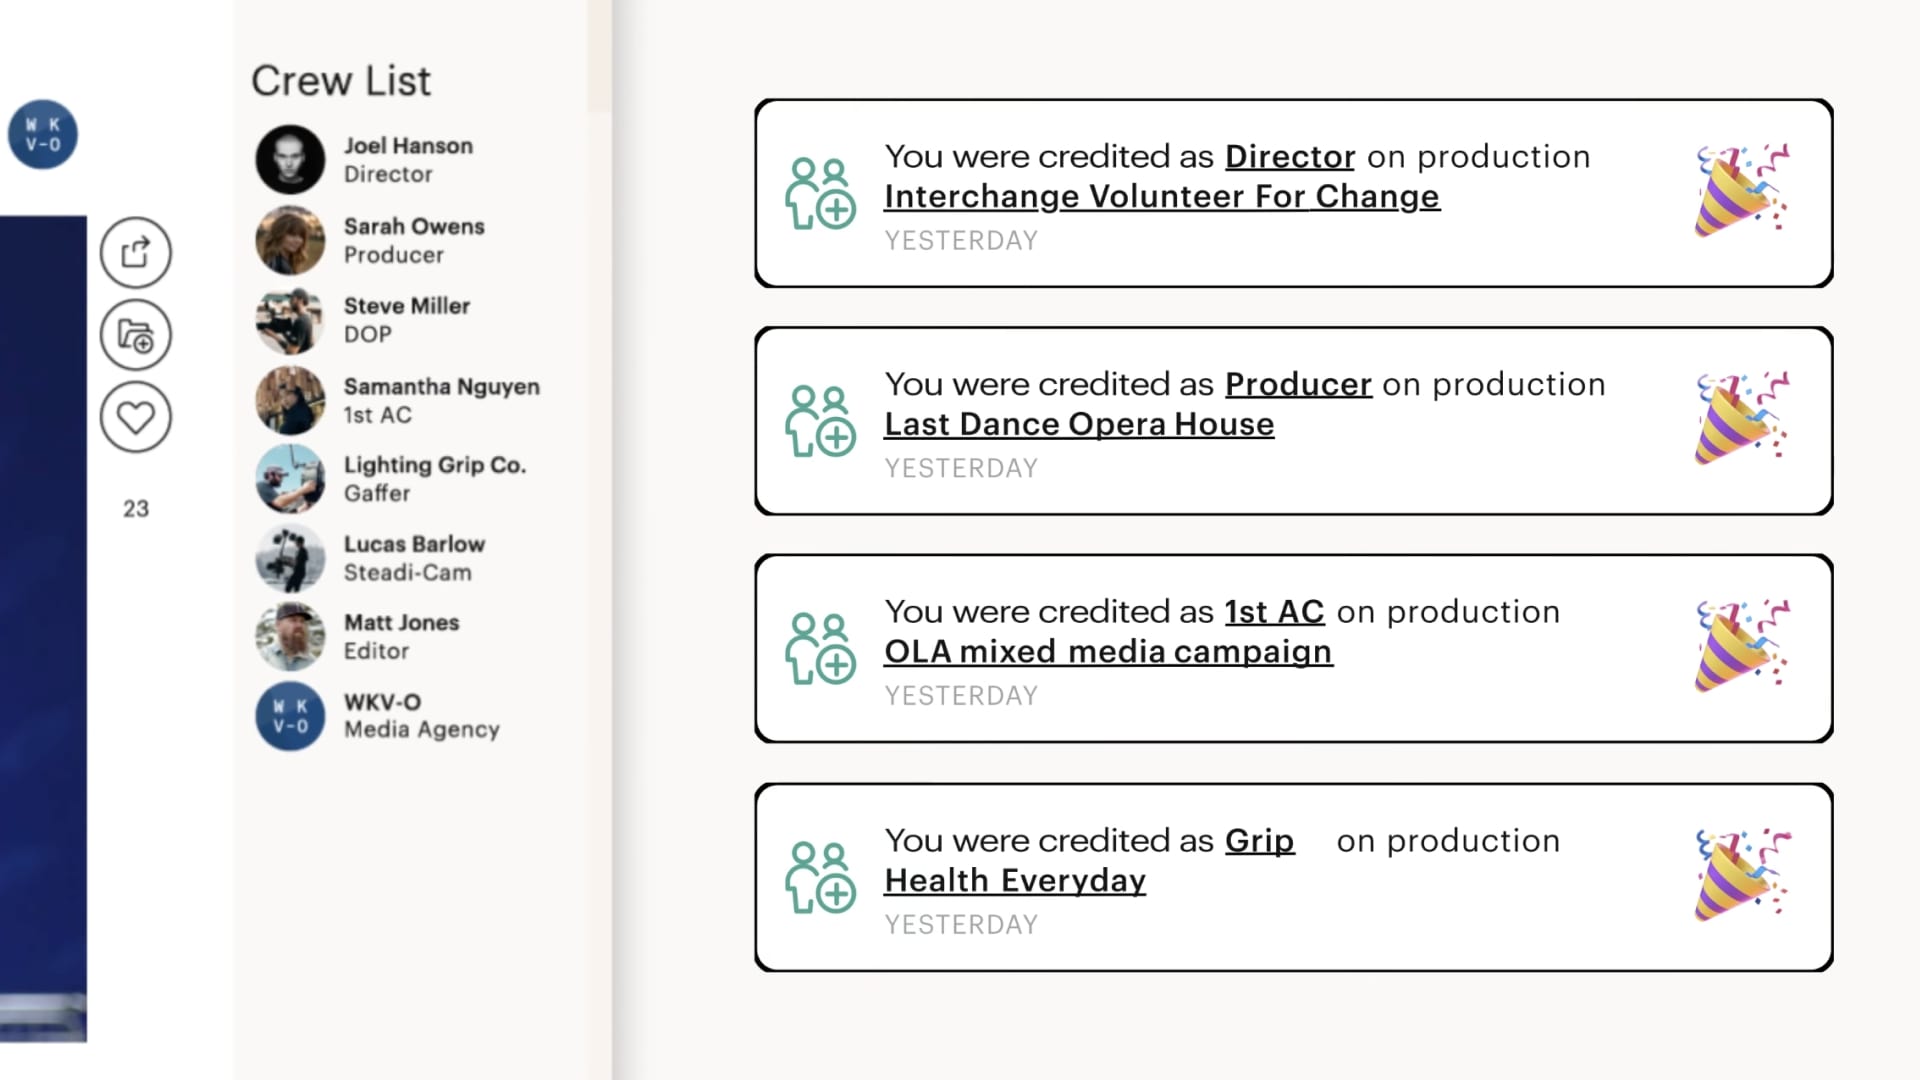 W K
V-O
23
Crew List
Joel Hanson
Director
Sarah Owens
Producer
Steve Miller
DOP
Samantha Nguyen
1st AC
Lighting Grip Co.
Gaffer
Lucas Barlow
Steadi-Cam
Matt Jones
Editor
W K
V-O
WKV-O
Media Agency
You were credited as Director on production
Interchange Volunteer For Change
YESTERDAY
You were credited as Producer on production
Last Dance Opera House
YESTERDAY
You were credited as 1st AC on production
OLA mixed media campaign
YESTERDAY
You were credited as Grip on production
Health Everyday
YESTERDAY